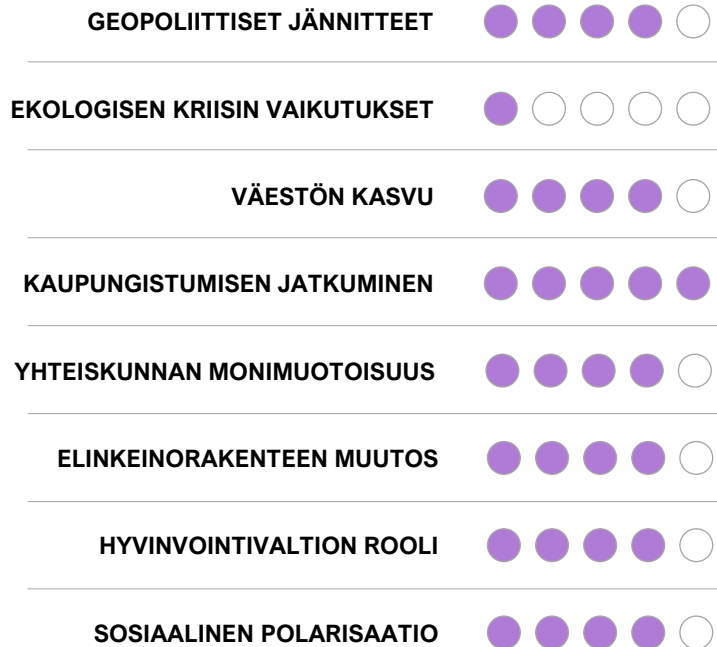 GEOPOLIITTISET JÄNNITTEET
EKOLOGISEN KRIISIN VAIKUTUKSET
VÄESTÖN KASVU
KAUPUNGISTUMISEN JATKUMINEN
YHTEISKUNNAN MONIMUOTOISUUS
ELINKEINORAKENTEEN MUUTOS
HYVINVOINTIVALTION ROOLI
SOSIAALINEN POLARISAATIO